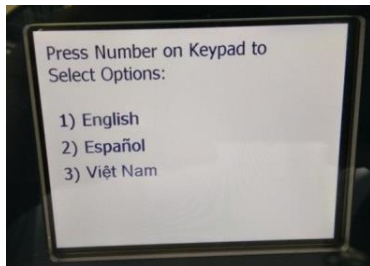 Press Number on Keypad to
Select Options:
1) English
2) Español
3) Việt Nam